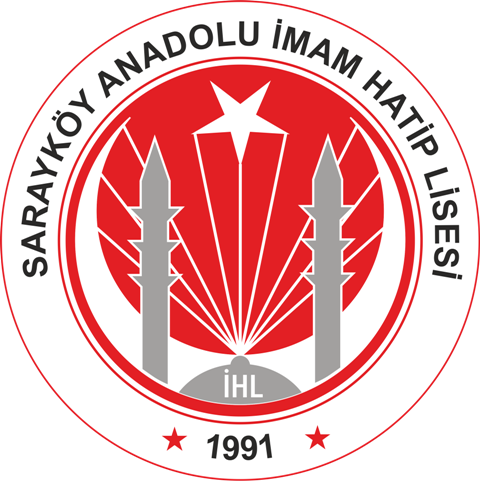 SARAYKÖY ANADOLU İMAM HATİP LİSESİ
İHL
1991